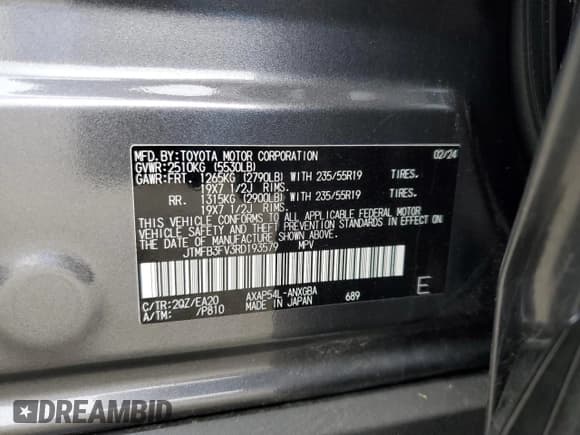 MFD.BY:TOYOTA MOTOR CORPORATION 02/24
GVWR:2510KG (5530LB)
GAWR:FRT. 1265KG (2790LB) WITH 235/55R19 TIRES.
19X7 1/2J RIMS.
RR. 1315KG (2900LB) WITH 235/55R19 TIRES.
19X7 1/2J RIMS.
THIS VEHICLE CONFORMS TO ALL APPLICABLE FEDERAL MOTOR
VEHICLE SAFETY AND THEFT PREVENTION STANDARDS IN EFFECT ON
THE DATE OF MANUFACTURE SHOWN ABOVE.
JTMFB3FV3RD193579 MPV
C/TR:2QZ/EA20 AXAP54L-ANXGBA E
A/TM: /P810 MADE IN JAPAN 689
DREAMBID